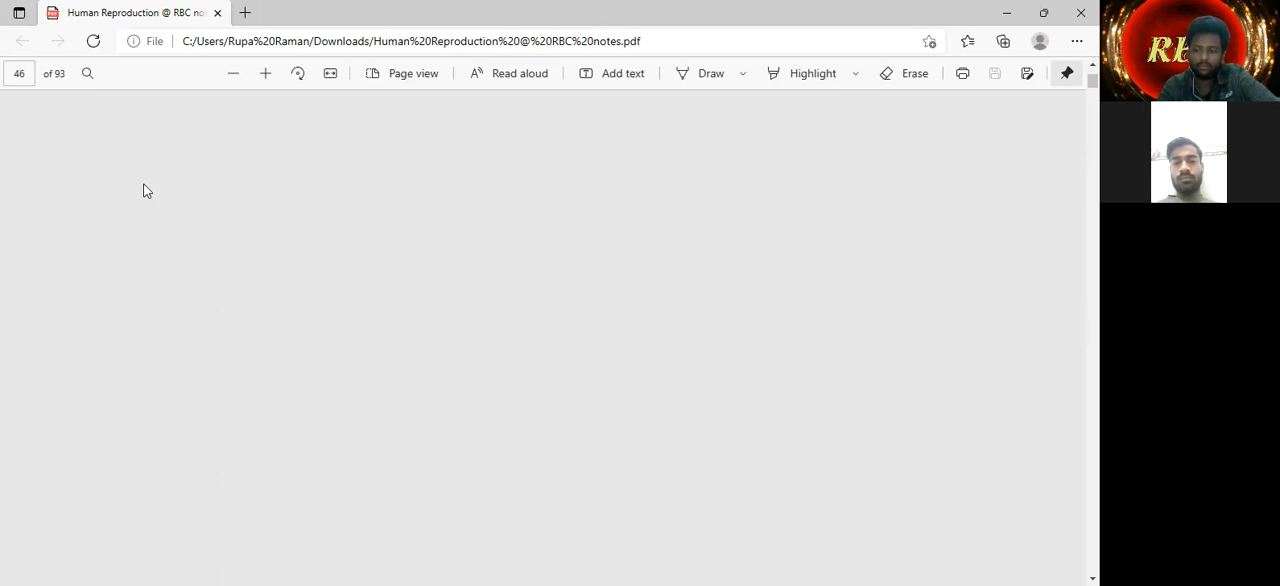 Human Reproduction @ RBC no
File
C:/Users/Rupa%20Raman/Downloads/Human%20Reproduction%20@%20RBC%20notes.pdf
46 of 93
Page view
Read aloud
Add text
Draw
Highlight
Erase